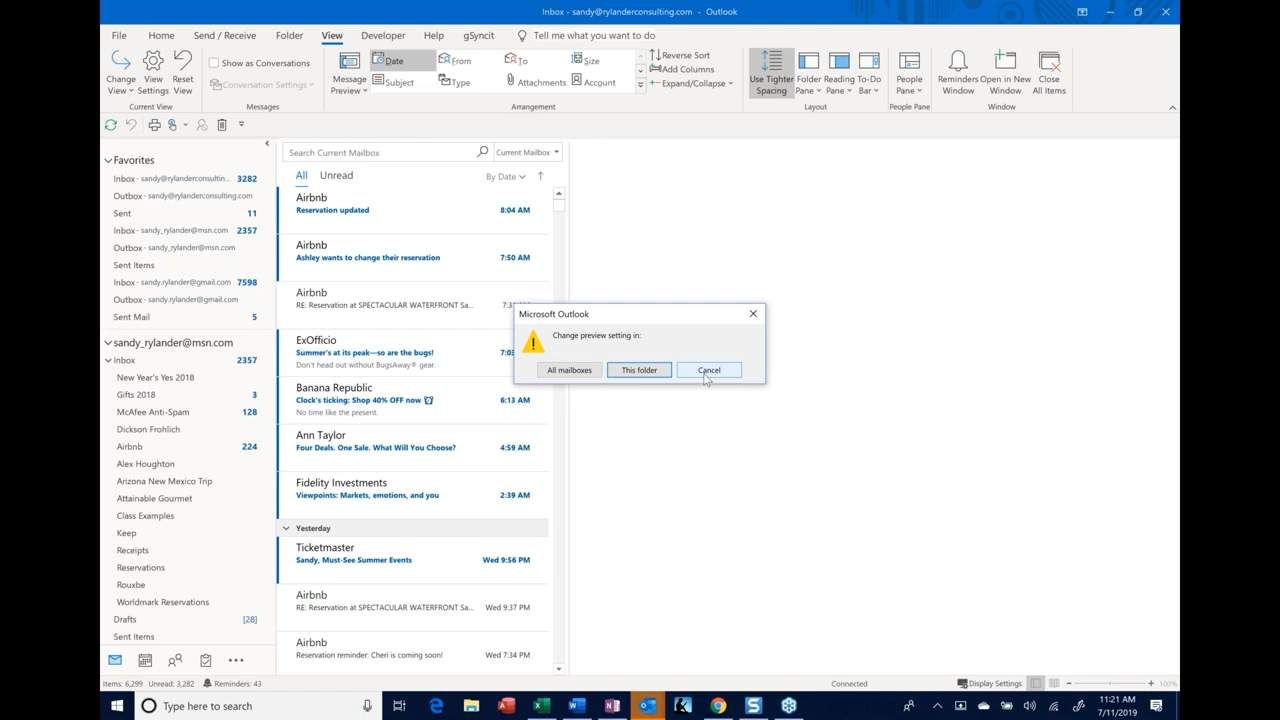 Inbox - sandy@rylanderconsulting.com - Outlook
File Home Send / Receive Folder View Developer Help gSyncit Tell me what you want to do
Change View View Settings Reset View
Current View
Show as Conversations
Conversation Settings
Messages
Message Preview
Date From To Size
Subject Type Attachments Account
Reverse Sort
Add Columns
Expand/Collapse
Arrangement
Use Tighter Spacing Folder Pane Reading Pane To-Do Bar
Layout
People Pane
People Pane
Reminders Window Open in New Window Close All Items
Window
Favorites
Inbox - sandy@rylanderconsultin... 3282
Outbox - sandy@rylanderconsulting.com
Sent 11
Inbox - sandy_rylander@msn.com 2357
Outbox - sandy_rylander@msn.com
Sent Items
Inbox - sandy.rylander@gmail.com 7598
Outbox - sandy.rylander@gmail.com
Sent Mail 5
sandy_rylander@msn.com
Inbox 2357
New Year's Yes 2018
Gifts 2018 3
McAfee Anti-Spam 128
Dickson Frohlich
Airbnb 224
Alex Houghton
Arizona New Mexico Trip
Attainable Gourmet
Class Examples
Keep
Receipts
Reservations
Rouxbe
Worldmark Reservations
Drafts [28]
Sent Items
Search Current Mailbox Current Mailbox
All Unread By Date
Airbnb
Reservation updated 8:04 AM
Airbnb
Ashley wants to change their reservation 7:50 AM
Airbnb
RE: Reservation at SPECTACULAR WATERFRONT Sa...
ExOfficio
Summer's at its peak—so are the bugs!
Don't head out without BugsAway® gear.
Banana Republic
Clock's ticking: Shop 40% OFF now 6:13 AM
No time like the present.
Ann Taylor
Four Deals. One Sale. What Will You Choose? 4:59 AM
Fidelity Investments
Viewpoints: Markets, emotions, and you 2:39 AM
Yesterday
Ticketmaster
Sandy, Must-See Summer Events Wed 9:56 PM
Airbnb
RE: Reservation at SPECTACULAR WATERFRONT Sa... Wed 9:37 PM
Airbnb
Reservation reminder: Cheri is coming soon! Wed 7:34 PM
Microsoft Outlook
Change preview setting in:
All mailboxes This folder Cancel
Items: 6,299 Unread: 3,282 Reminders: 43 Connected Display Settings 100%
Type here to search
11:21 AM
7/11/2019